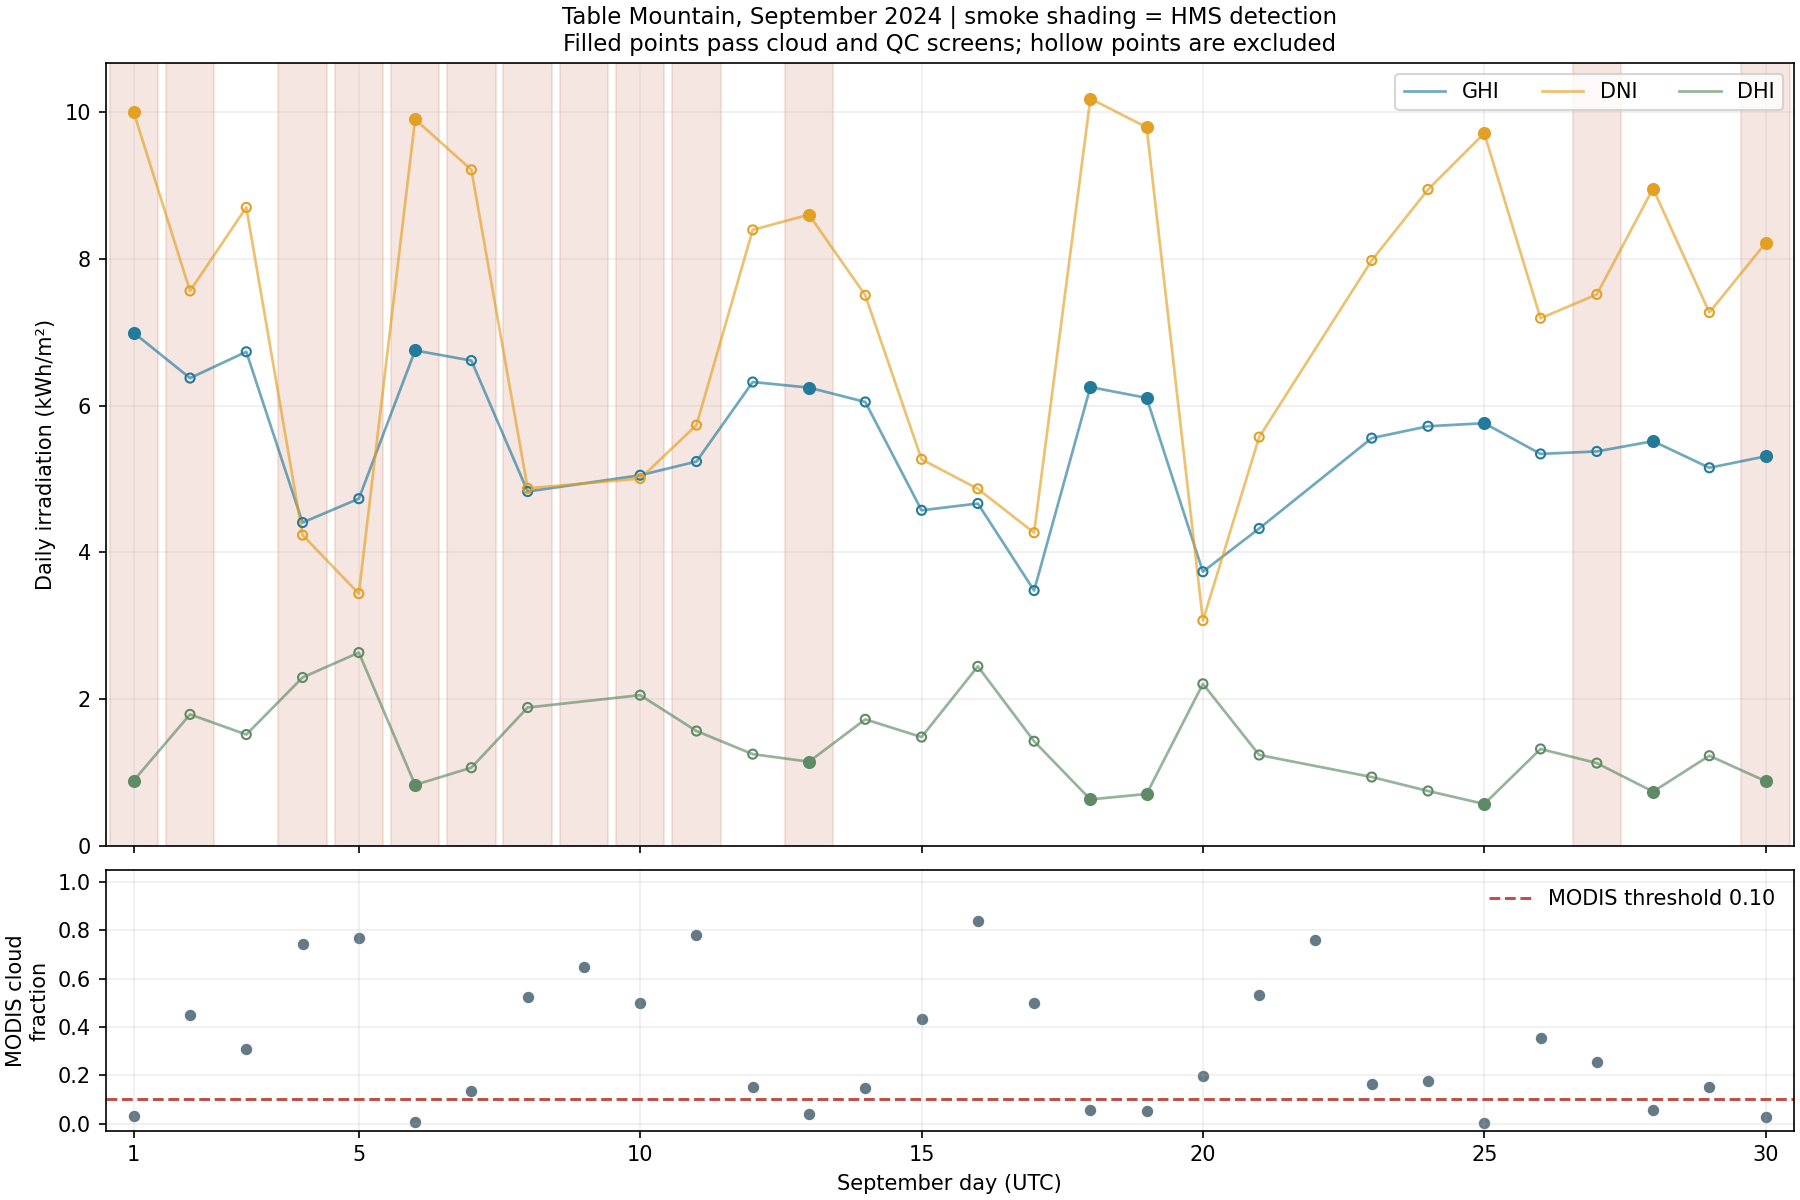 Table Mountain, September 2024 | smoke shading = HMS detection
Filled points pass cloud and QC screens; hollow points are excluded
GHI DNI DHI
10
8
6
4
2
0
Daily irradiation (kWh/m²)
MODIS threshold 0.10
1.0
0.8
0.6
0.4
0.2
0.0
MODIS cloud
fraction
1 5 10 15 20 25 30
September day (UTC)